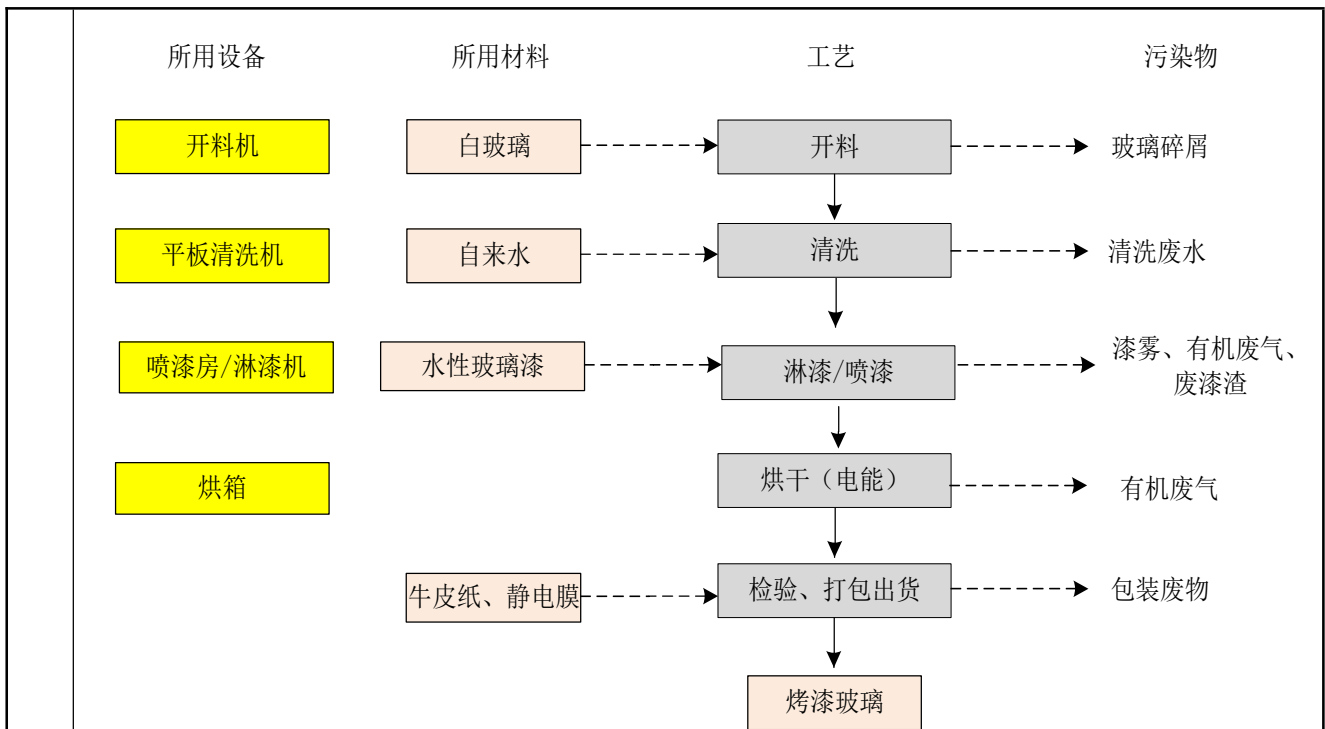 所用设备
所用材料
工艺
污染物
开料机
白玻璃
开料
玻璃碎屑
平板清洗机
自来水
清洗
清洗废水
喷漆房/淋漆机
水性玻璃漆
淋漆/喷漆
漆雾、有机废气、
废漆渣
烘箱
烘干（电能）
有机废气
牛皮纸、静电膜
检验、打包出货
包装废物
烤漆玻璃